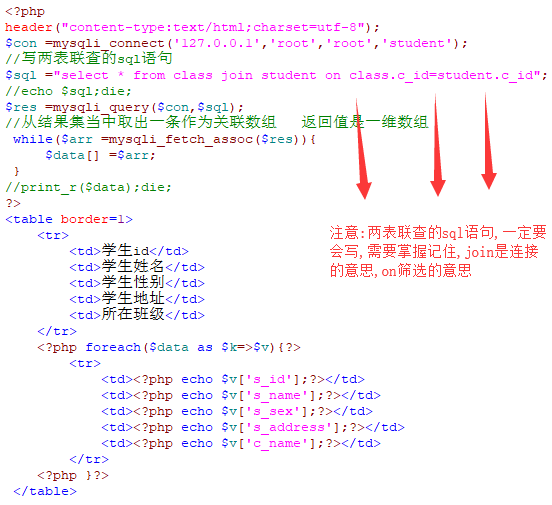 <?php
header("content-type:text/html;charset=utf-8");
$con =mysqli_connect('127.0.0.1','root','root','student');
//写两表联查的sql语句
$sql ="select * from class join student on class.c_id=student.c_id";
//echo $sql;die;
$res =mysqli_query($con,$sql);
//从结果集当中取出一条作为关联数组   返回值是一维数组
while($arr =mysqli_fetch_assoc($res)){
$data[] =$arr;
}
//print_r($data);die;
?>
<table border=1>
<tr>
<td>学生id</td>
<td>学生姓名</td>
<td>学生性别</td>
<td>学生地址</td>
<td>所在班级</td>
</tr>
<?php foreach($data as $k=>$v){?>
<tr>
<td><?php echo $v['s_id'];?></td>
<td><?php echo $v['s_name'];?></td>
<td><?php echo $v['s_sex'];?></td>
<td><?php echo $v['s_address'];?></td>
<td><?php echo $v['c_name'];?></td>
</tr>
<?php }?>
</table>
注意:两表联查的sql语句,一定要
会写,需要掌握记住,join是连接
的意思,on筛选的意思